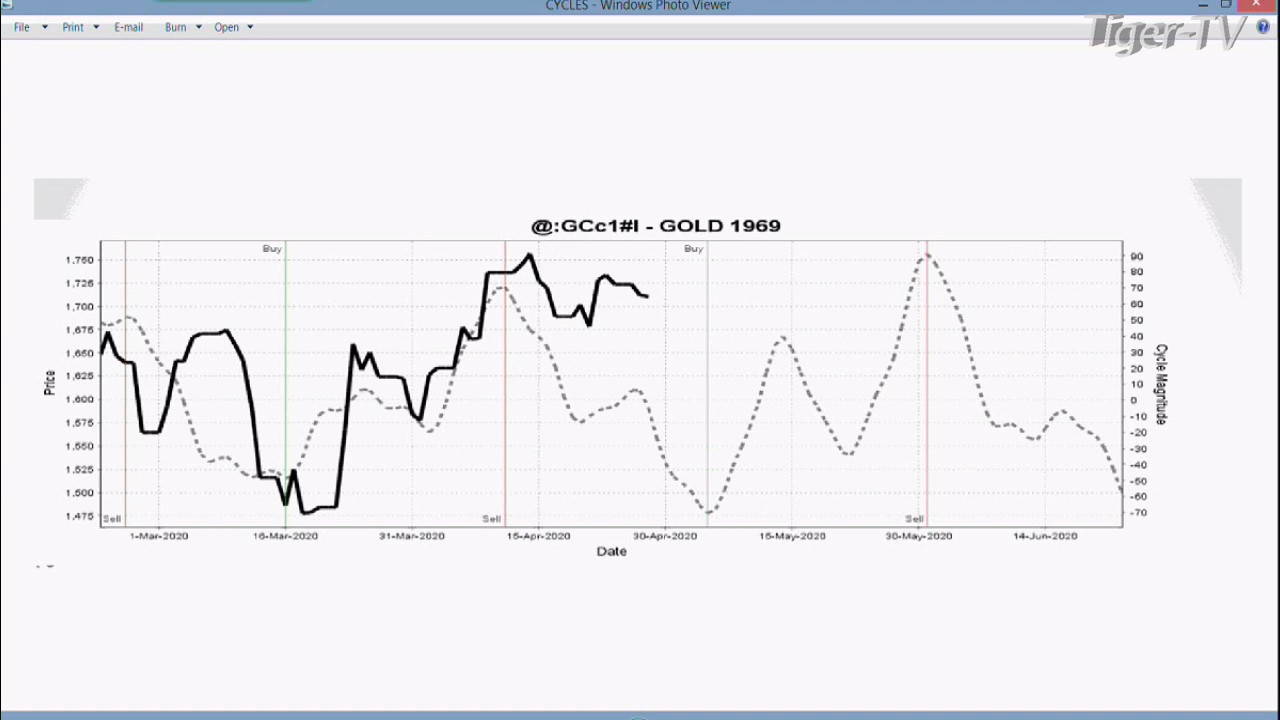 CYCLES - Windows Photo Viewer
File Print E-mail Burn Open
Tiger-TV
@:GCc1#I - GOLD 1969
Buy Buy
1,750 90
80
1,725 70
1,700 60
50
1,675 40
1,650 30
20
1,625 10
1,600 0
-10
1,575 -20
1,550 -30
-40
1,525 -50
1,500 -60
1,475 -70
Price
Cycle Magnitude
Sell Sell Sell
1-Mar-2020 16-Mar-2020 31-Mar-2020 15-Apr-2020 30-Apr-2020 15-May-2020 30-May-2020 14-Jun-2020
Date